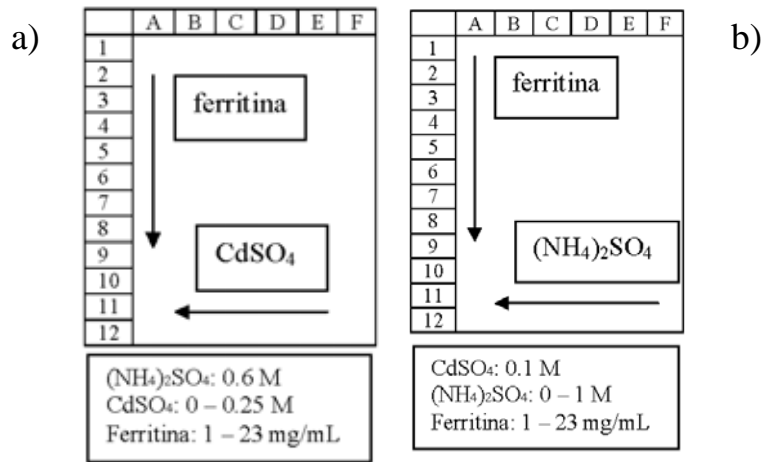 a)
A B C D E F
1
2
3
4
5
6
7
8
9
10
11
12
ferritina
CdSO₄
(NH₄)₂SO₄: 0.6 M
CdSO₄: 0 – 0.25 M
Ferritina: 1 – 23 mg/mL
b)
A B C D E F
1
2
3
4
5
6
7
8
9
10
11
12
ferritina
(NH₄)₂SO₄
CdSO₄: 0.1 M
(NH₄)₂SO₄: 0 – 1 M
Ferritina: 1 – 23 mg/mL